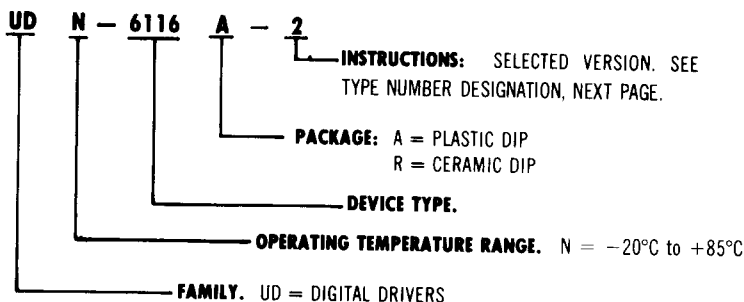 UD N – 6116 A – 2
INSTRUCTIONS: SELECTED VERSION. SEE
TYPE NUMBER DESIGNATION, NEXT PAGE.
PACKAGE: A = PLASTIC DIP
R = CERAMIC DIP
DEVICE TYPE.
OPERATING TEMPERATURE RANGE. N = −20°C to +85°C
FAMILY. UD = DIGITAL DRIVERS